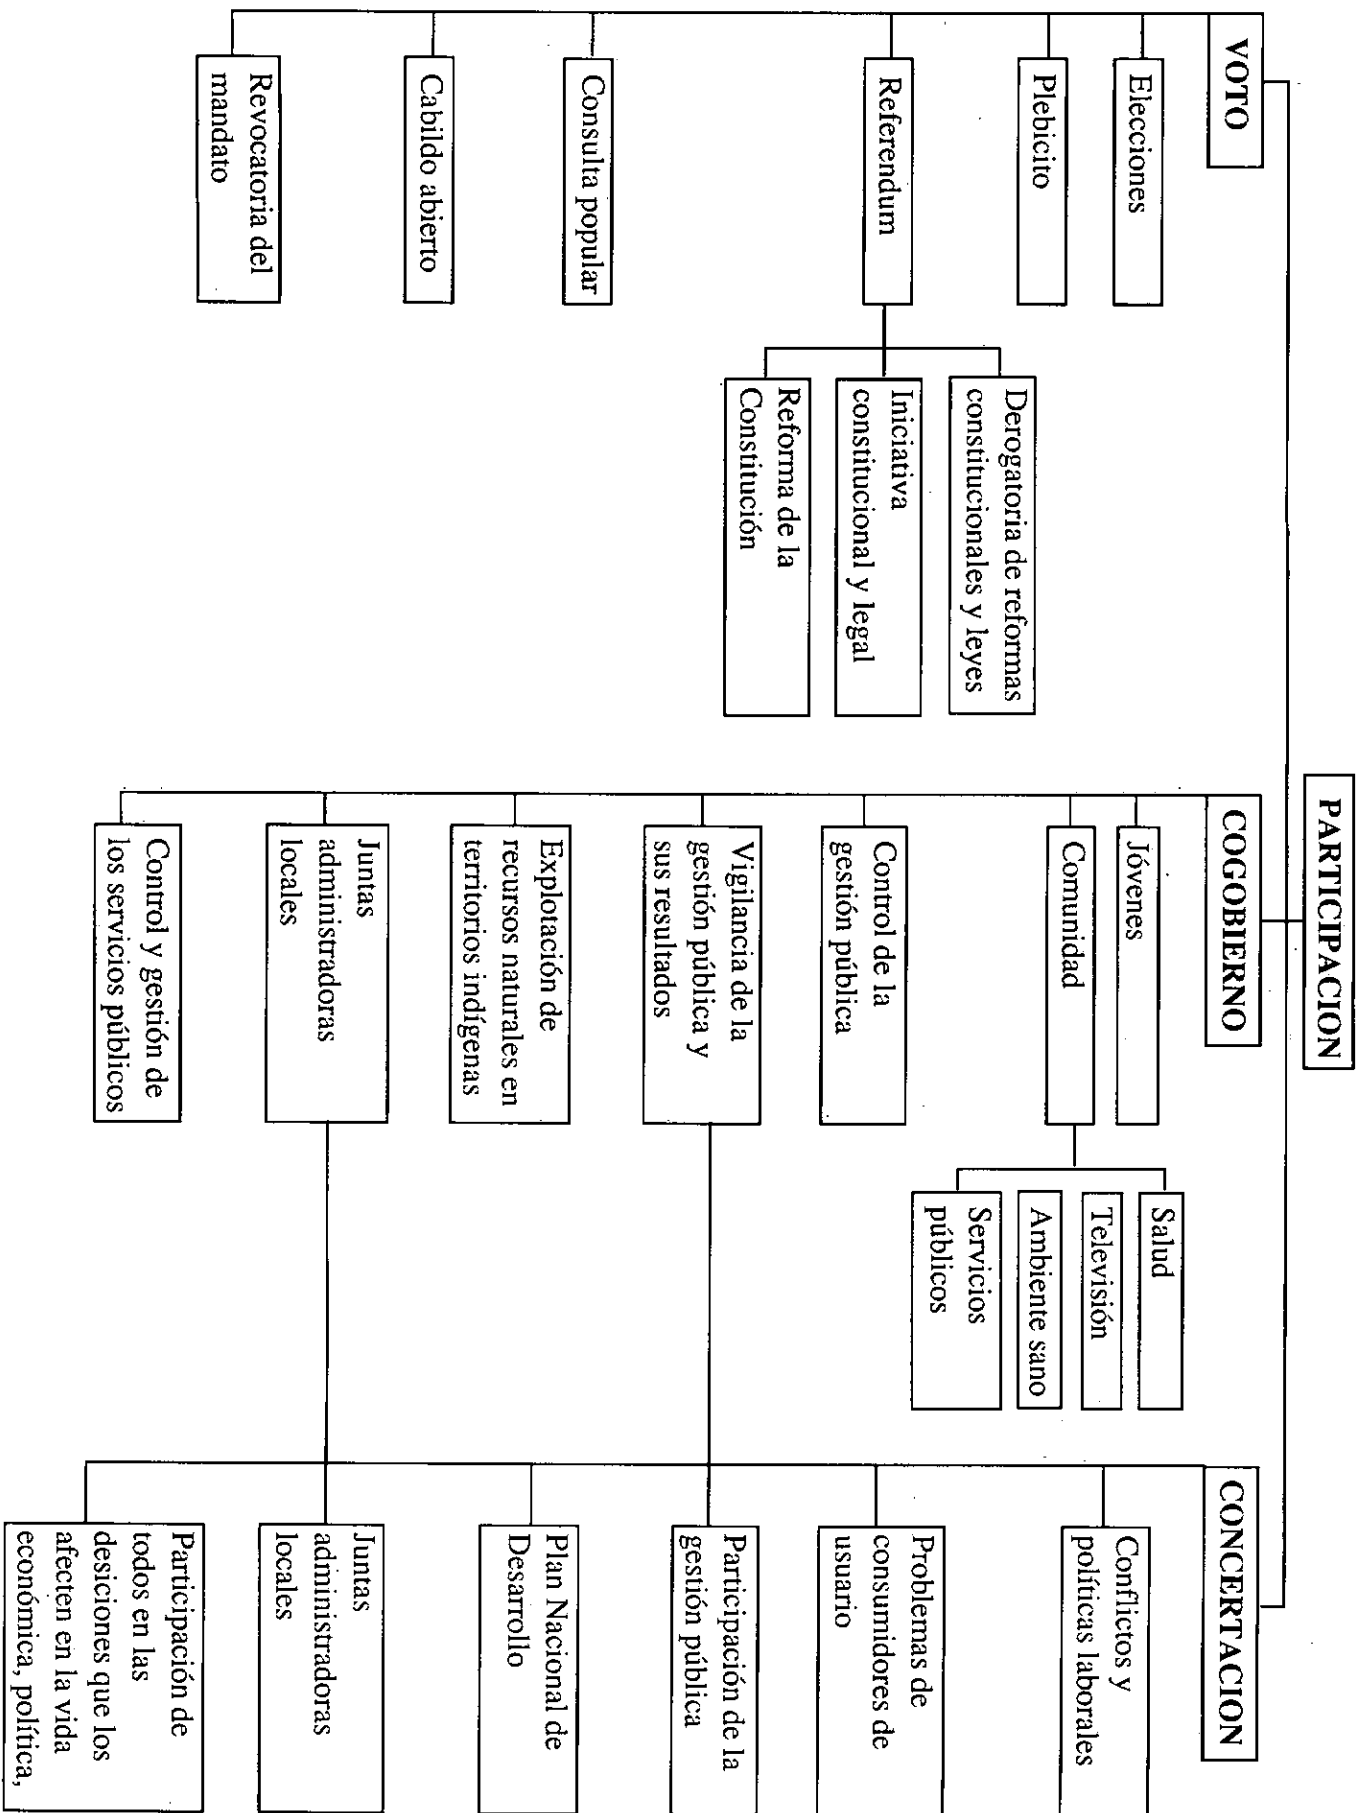 PARTICIPACION
VOTO
Elecciones
Plebicito
Referendum
Derogatoria de reformas
constitucionales y leyes
Iniciativa
constitucional y legal
Reforma de la
Constitución
Consulta popular
Cabildo abierto
Revocatoria del
mandato
COGOBIERNO
Jóvenes
Comunidad
Salud
Televisión
Ambiente sano
Servicios
públicos
Control de la
gestión pública
Vigilancia de la
gestión pública y
sus resultados
Explotación de
recursos naturales en
territorios indígenas
Juntas
administradoras
locales
Control y gestión de
los servicios públicos
CONCERTACION
Conflictos y
políticas laborales
Problemas de
consumidores de
usuario
Participación de la
gestión pública
Plan Nacional de
Desarrollo
Juntas
administradoras
locales
Participación de
todos en las
desiciones que los
afecten en la vida
económica, política,